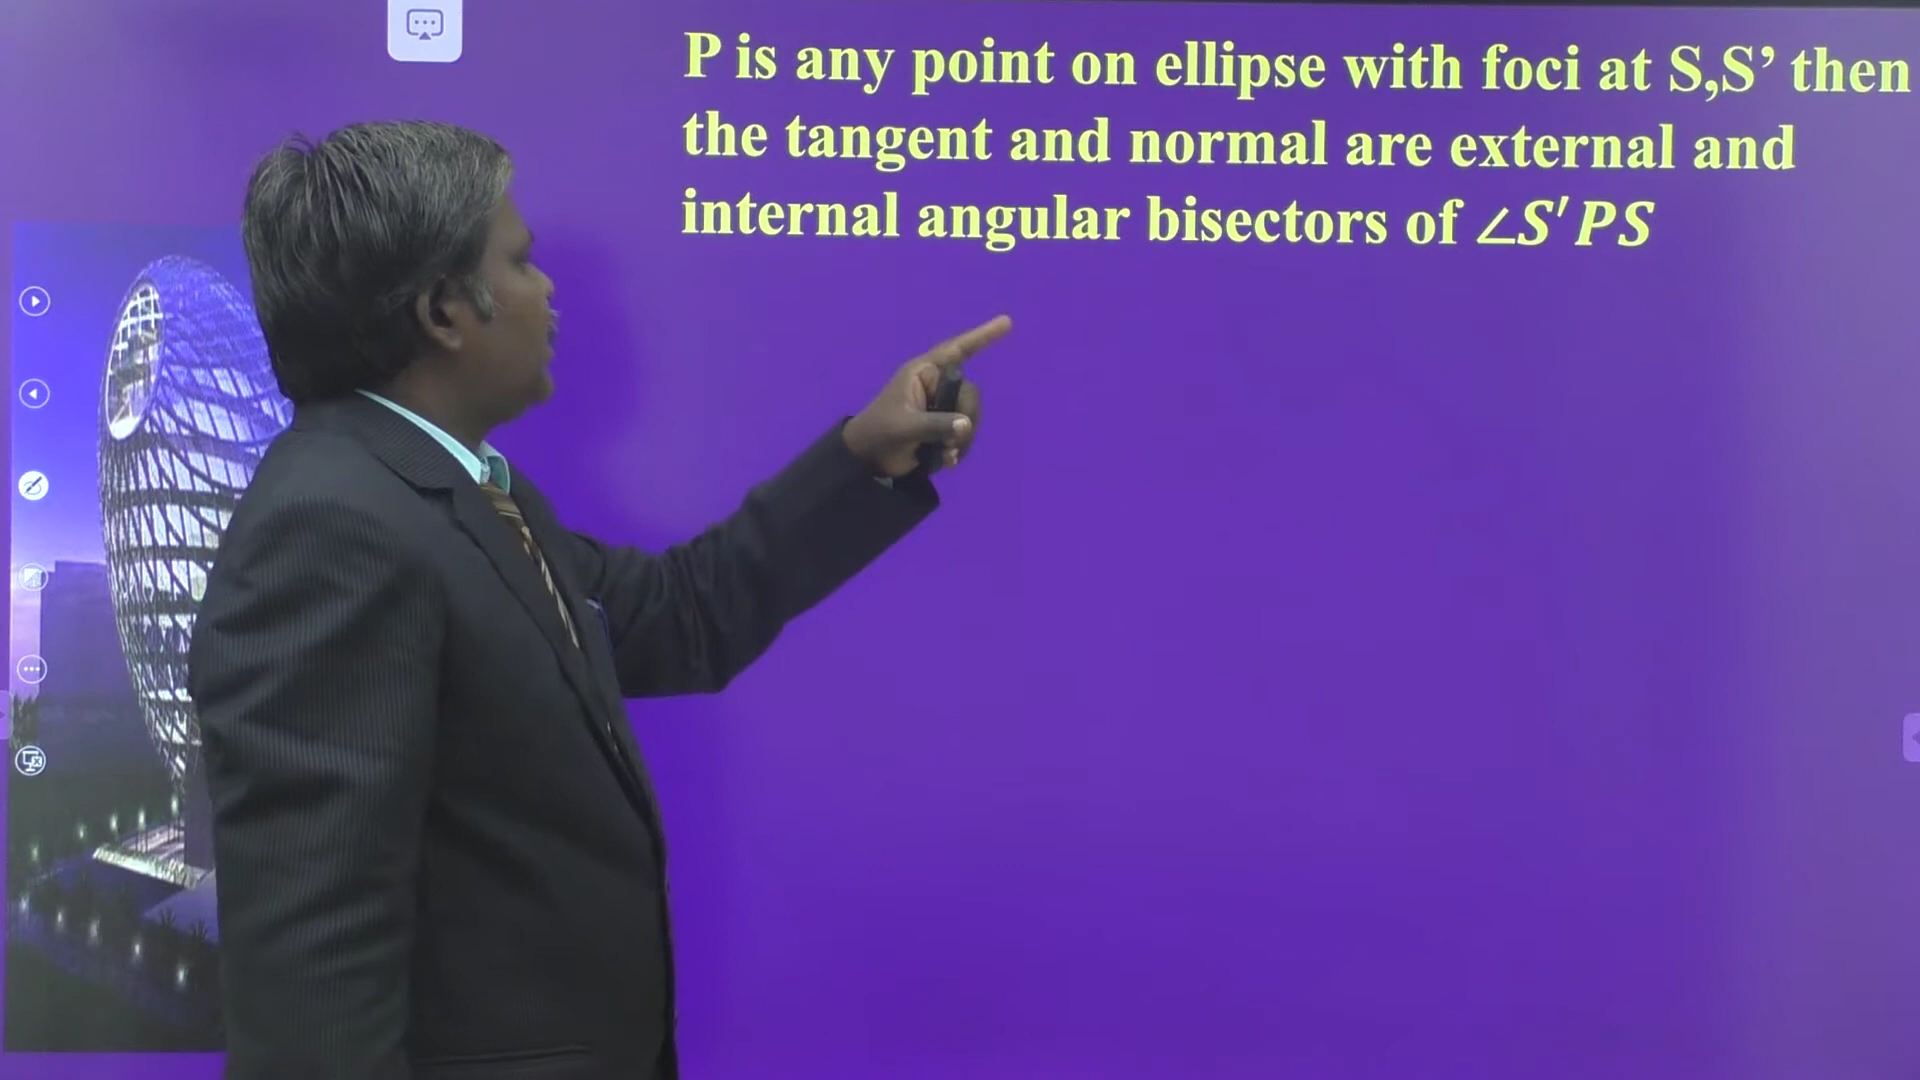 P is any point on ellipse with foci at S,S’ then
the tangent and normal are external and
internal angular bisectors of ∠S′PS